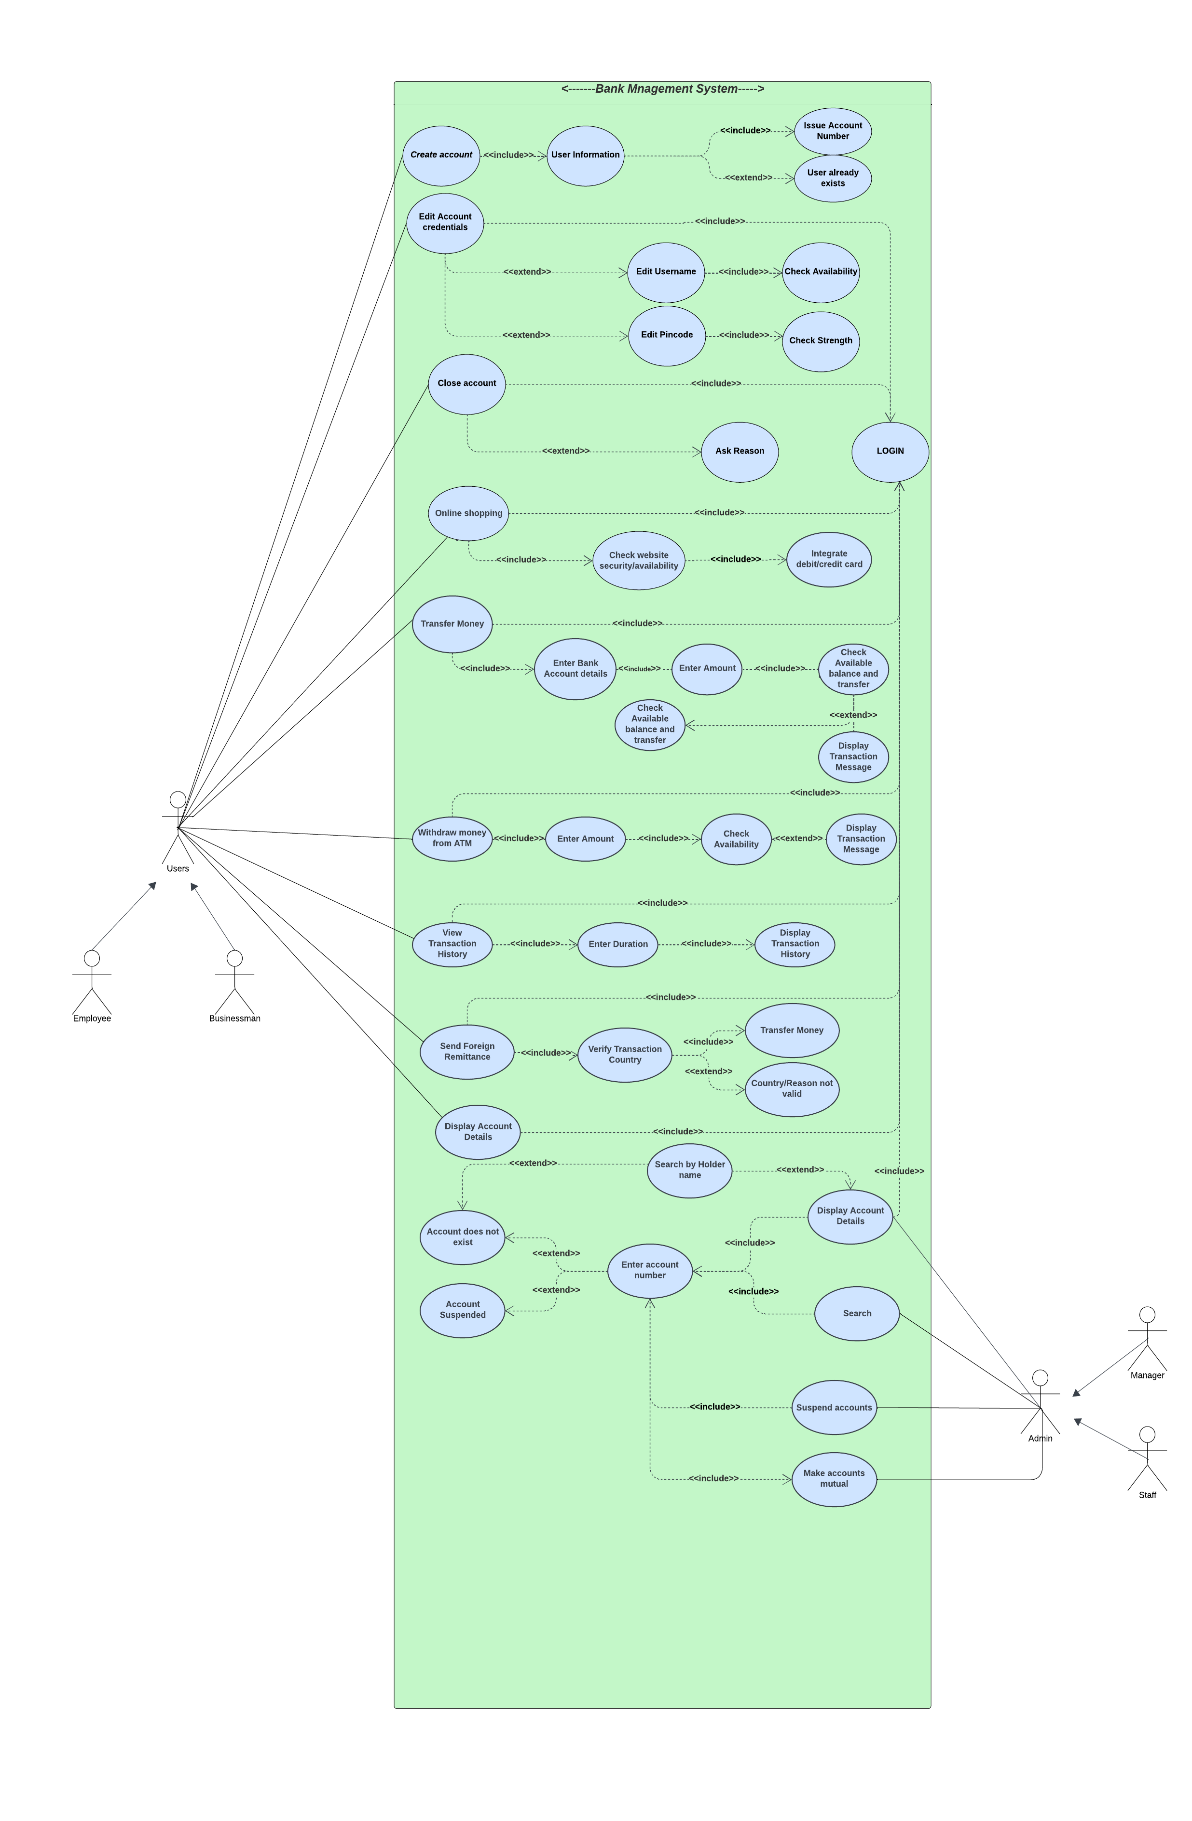 <-------Bank Mnagement System----->
Create account
<<include>>
User Information
<<include>>
Issue Account
Number
<<extend>>
User already
exists
Edit Account
credentials
<<include>>
<<extend>>
Edit Username
<<include>>
Check Availability
<<extend>>
Edit Pincode
<<include>>
Check Strength
Close account
<<include>>
<<extend>>
Ask Reason
LOGIN
Online shopping
<<include>>
<<include>>
Check website
security/availability
<<include>>
Integrate
debit/credit card
Transfer Money
<<include>>
<<include>>
Enter Bank
Account details
<<include>>
Enter Amount
<<include>>
Check
Available
balance and
transfer
<<extend>>
Check
Available
balance and
transfer
Display
Transaction
Message
<<include>>
Withdraw money
from ATM
<<include>>
Enter Amount
<<include>>
Check
Availability
<<extend>>
Display
Transaction
Message
Users
<<include>>
View
Transaction
History
<<include>>
Enter Duration
<<include>>
Display
Transaction
History
Employee
Businessman
<<include>>
Send Foreign
Remittance
<<include>>
Verify Transaction
Country
<<include>>
Transfer Money
<<extend>>
Country/Reason not
valid
Display Account
Details
<<include>>
<<extend>>
Search by Holder
name
<<extend>>
<<include>>
Display Account
Details
Account does not
exist
<<extend>>
<<include>>
Enter account
number
<<extend>>
<<include>>
Account
Suspended
Search
Manager
<<include>>
Suspend accounts
Admin
<<include>>
Make accounts
mutual
Staff